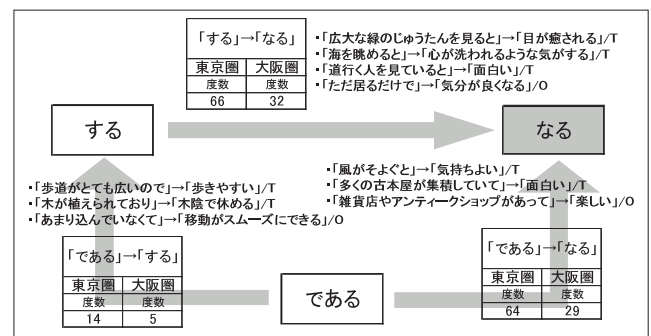 「する」→「なる」
東京圏 大阪圏
度数 度数
66 32
・「広大な緑のじゅうたんを見ると」→「目が癒される」/T
・「海を眺めると」→「心が洗われるような気がする」/T
・「道行く人を見ていると」→「面白い」/T
・「ただ居るだけで」→「気分が良くなる」/O
する
なる
・「歩道がとても広いので」→「歩きやすい」/T
・「木が植えられており」→「木陰で休める」/T
・「あまり込んでいなくて」→「移動がスムーズにできる」/O
・「風がそよぐと」→「気持ちよい」/T
・「多くの古本屋が集積していて」→「面白い」/T
・「雑貨店やアンティークショップがあって」→「楽しい」/O
「である」→「する」
東京圏 大阪圏
度数 度数
14 5
である
「である」→「なる」
東京圏 大阪圏
度数 度数
64 29